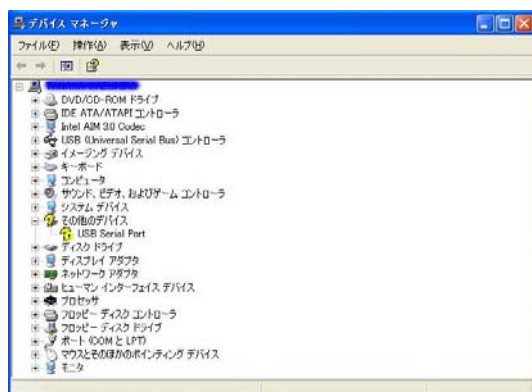 デバイス マネージャ
ファイル(F) 操作(A) 表示(V) ヘルプ(H)
DVD/CD-ROM ドライブ
IDE ATA/ATAPI コントローラ
Intel AIM 3.0 Codec
USB (Universal Serial Bus) コントローラ
イメージング デバイス
キーボード
コンピュータ
サウンド、ビデオ、およびゲーム コントローラ
システム デバイス
その他のデバイス
USB Serial Port
ディスク ドライブ
ディスプレイ アダプタ
ネットワーク アダプタ
ヒューマン インターフェイス デバイス
プロセッサ
フロッピー ディスク コントローラ
フロッピー ディスク ドライブ
ポート (COM と LPT)
マウスとそのほかのポインティング デバイス
モニタ